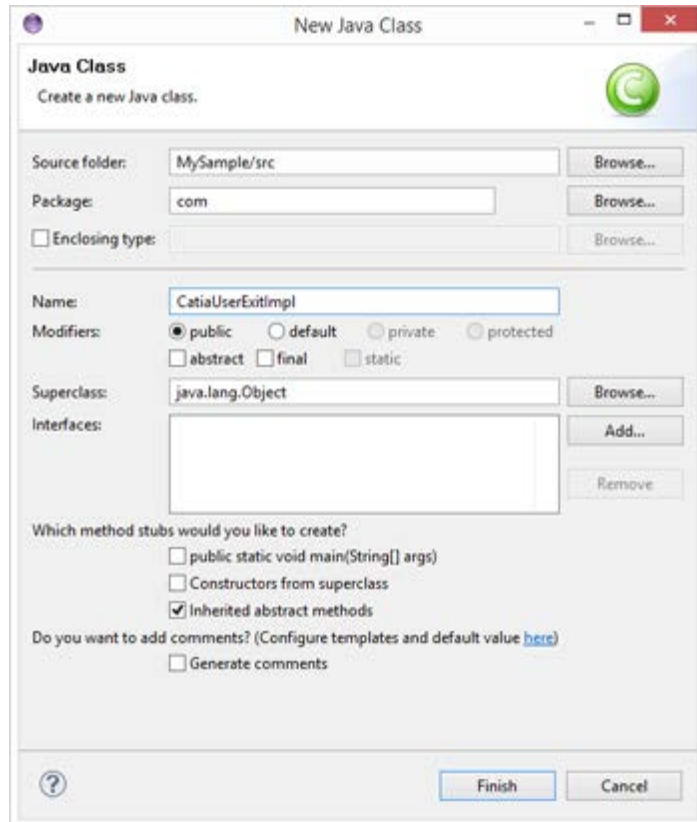 New Java Class
Java Class
Create a new Java class.
C
Source folder: MySample/src Browse...
Package: com Browse...
Enclosing type: Browse...
Name: CatiaUserExitImpl
Modifiers: public default private protected
abstract final static
Superclass: java.lang.Object Browse...
Interfaces: Add...
Remove
Which method stubs would you like to create?
public static void main(String[] args)
Constructors from superclass
Inherited abstract methods
Do you want to add comments? (Configure templates and default value here)
Generate comments
? Finish Cancel